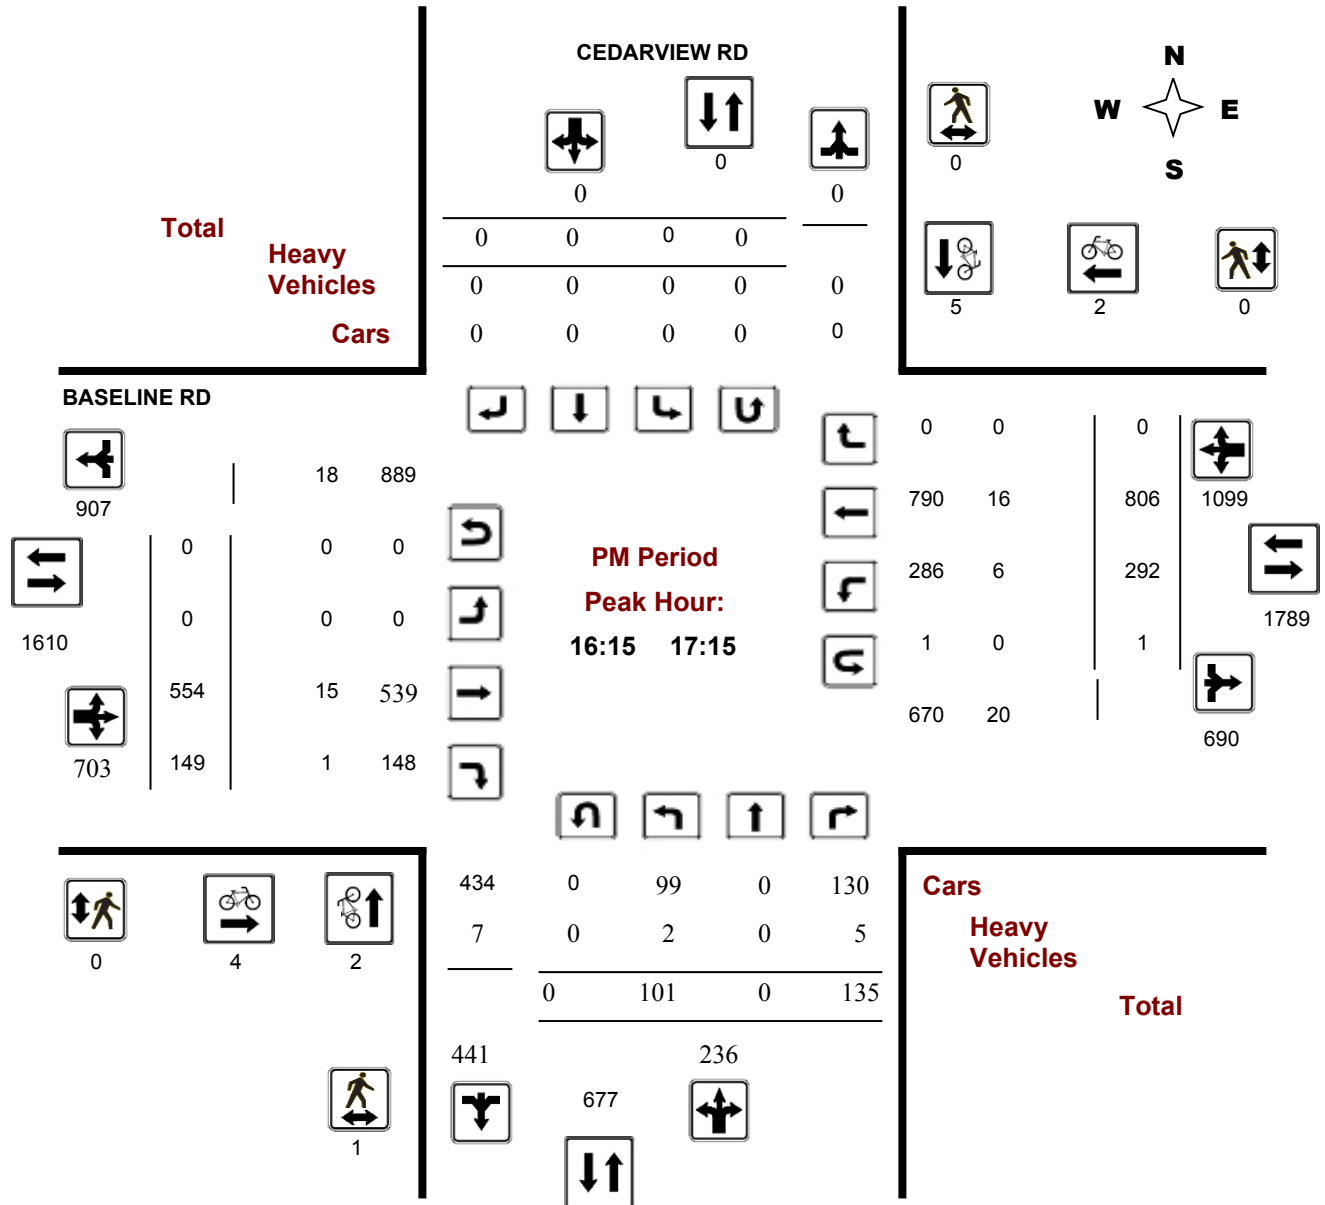 CEDARVIEW RD
N
W E
S
0
0
0 0
0
Total
0 0 0 0
Heavy
Vehicles
0 0 0 0 0
5 2 0
Cars
0 0 0 0 0
BASELINE RD
0 0 0
18 889
907
790 16 806 1099
0 0 0
PM Period
286 6 292
Peak Hour:
0 0 0
1789
1610
16:15 17:15
1 0 1
554 15 539
670 20
690
703
149 1 148
434 0 99 0 130
Cars
7 0 2 0 5
Heavy
Vehicles
0 4 2
0 101 0 135
Total
441 236
677
1